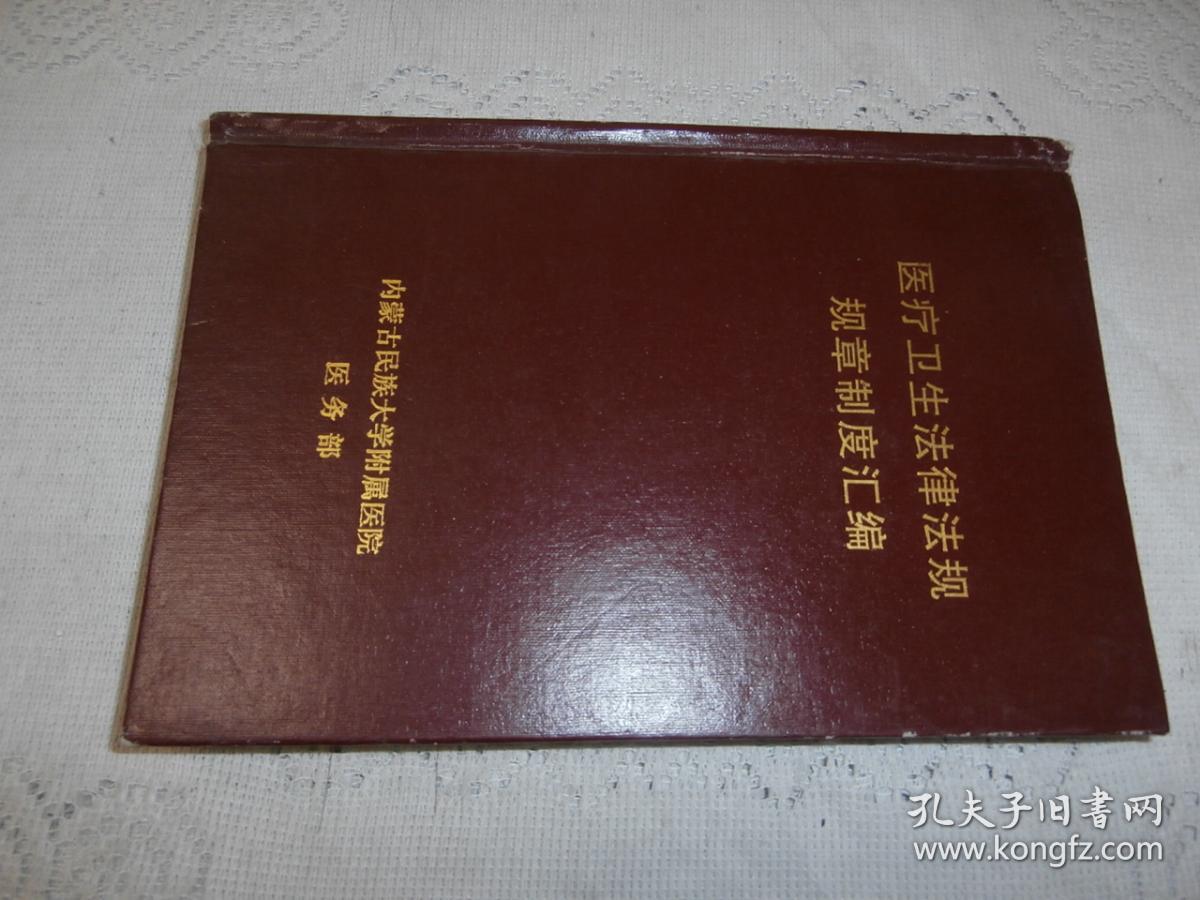 医疗卫生法律法规
规章制度汇编
内蒙古民族大学附属医院
医务部
孔夫子旧书网
www.kongfz.com